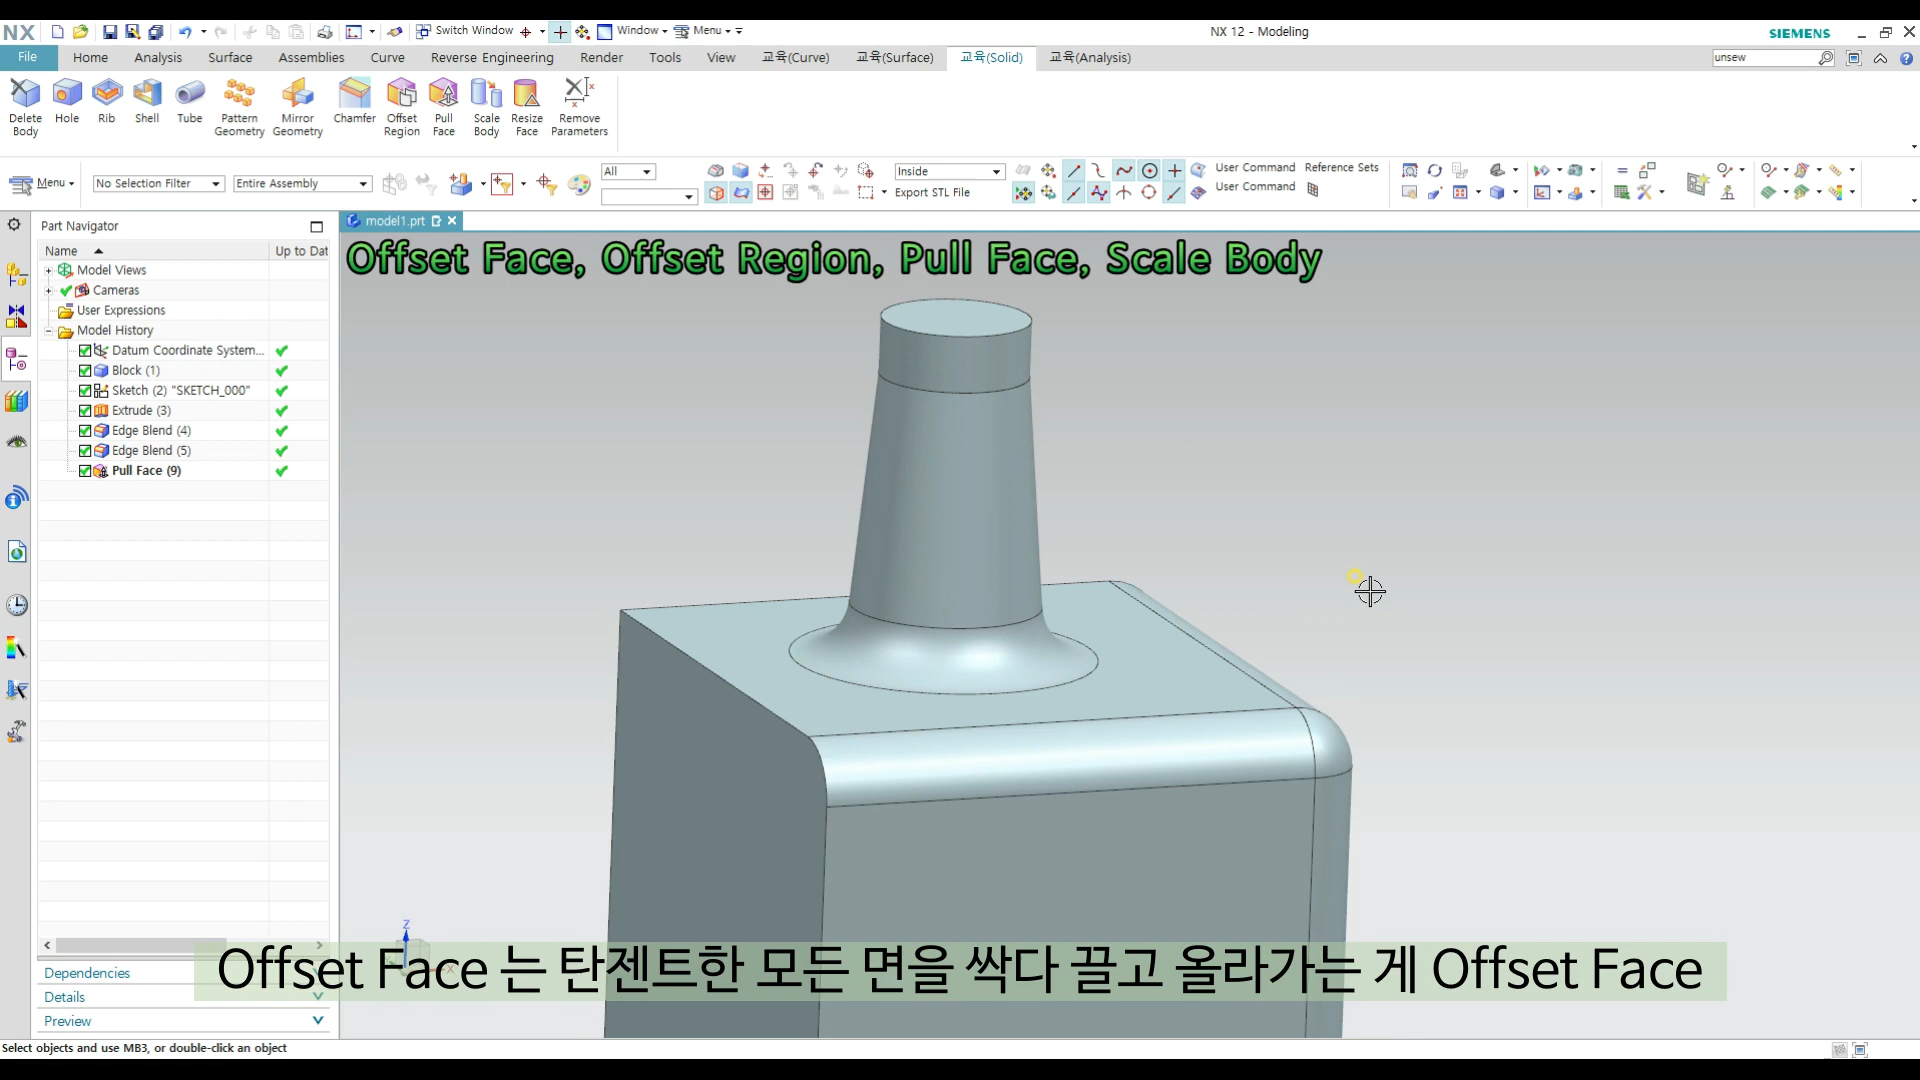 NX
Switch Window
Window
Menu
NX 12 - Modeling
SIEMENS
File
Home
Analysis
Surface
Assemblies
Curve
Reverse Engineering
Render
Tools
View
교육(Curve)
교육(Surface)
교육(Solid)
교육(Analysis)
unsew
Delete Body
Hole
Rib
Shell
Tube
Pattern Geometry
Mirror Geometry
Chamfer
Offset Region
Pull Face
Scale Body
Resize Face
Remove Parameters
Menu
No Selection Filter
Entire Assembly
All
Inside
Export STL File
User Command
Reference Sets
User Command
Part Navigator
Name
Up to Dat
Model Views
Cameras
User Expressions
Model History
Datum Coordinate System...
Block (1)
Sketch (2) "SKETCH_000"
Extrude (3)
Edge Blend (4)
Edge Blend (5)
Pull Face (9)
model1.prt
Offset Face, Offset Region, Pull Face, Scale Body
Z
X
Offset Face 는 탄젠트한 모든 면을 싹다 끌고 올라가는 게 Offset Face
Dependencies
Details
Preview
Select objects and use MB3, or double-click an object